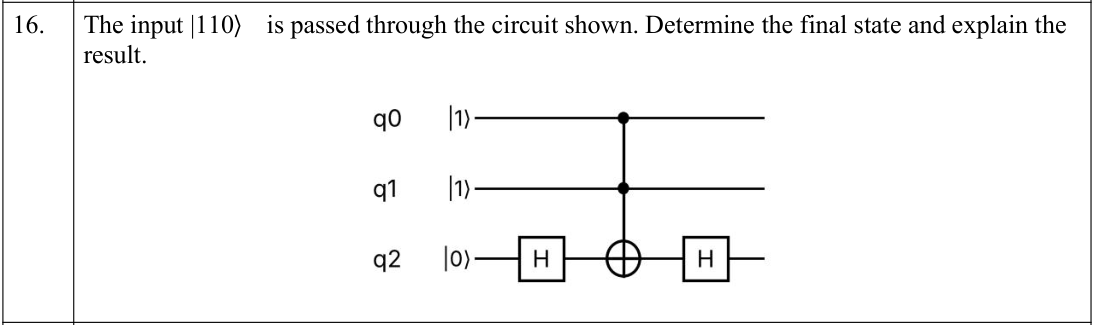 16. The input |110⟩ is passed through the circuit shown. Determine the final state and explain the
result.
q0 |1⟩
q1 |1⟩
q2 |0⟩ H H